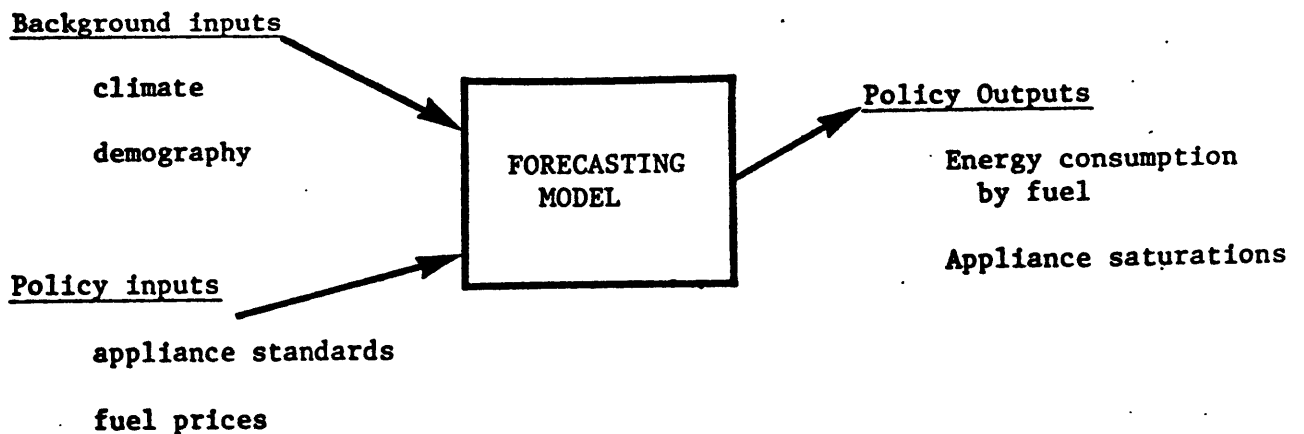 Background inputs
climate
demography
Policy inputs
appliance standards
fuel prices
FORECASTING
MODEL
Policy Outputs
Energy consumption
by fuel
Appliance saturations